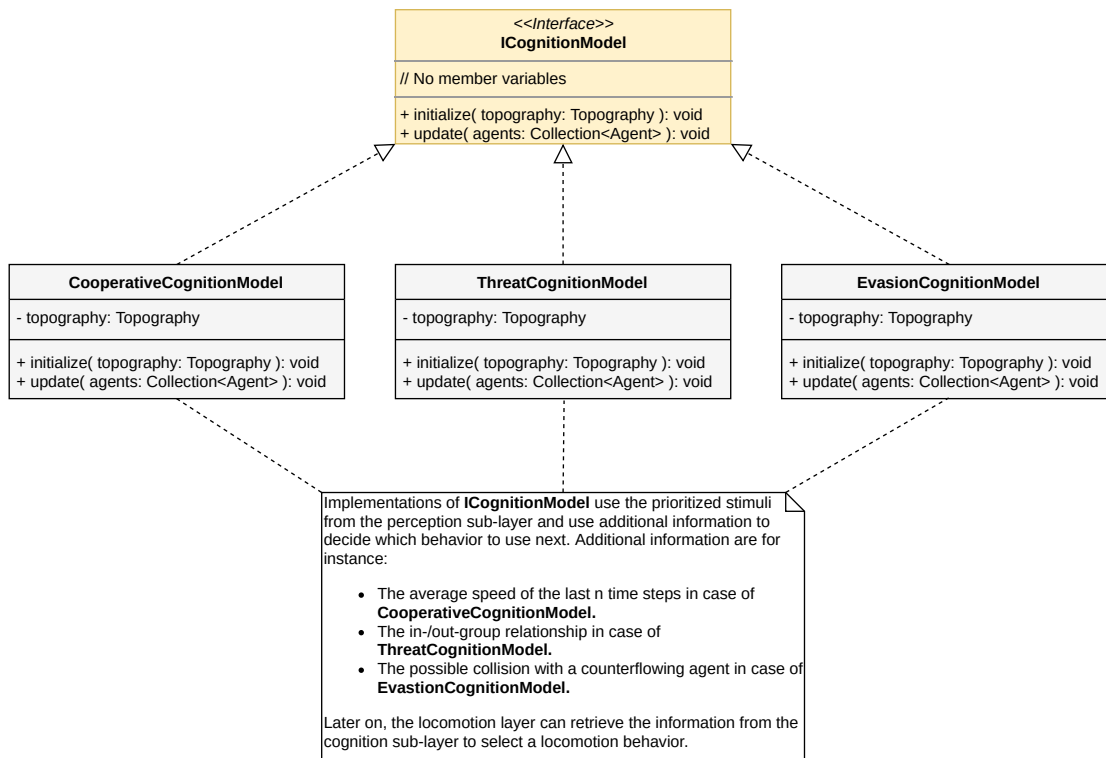 <<Interface>>
ICognitionModel
// No member variables
+ initialize( topography: Topography ): void
+ update( agents: Collection<Agent> ): void
CooperativeCognitionModel
- topography: Topography
+ initialize( topography: Topography ): void
+ update( agents: Collection<Agent> ): void
ThreatCognitionModel
- topography: Topography
+ initialize( topography: Topography ): void
+ update( agents: Collection<Agent> ): void
EvasionCognitionModel
- topography: Topography
+ initialize( topography: Topography ): void
+ update( agents: Collection<Agent> ): void
Implementations of ICognitionModel use the prioritized stimuli
from the perception sub-layer and use additional information to
decide which behavior to use next. Additional information are for
instance:
• The average speed of the last n time steps in case of
CooperativeCognitionModel.
• The in-/out-group relationship in case of
ThreatCognitionModel.
• The possible collision with a counterflowing agent in case of
EvastionCognitionModel.
Later on, the locomotion layer can retrieve the information from the
cognition sub-layer to select a locomotion behavior.